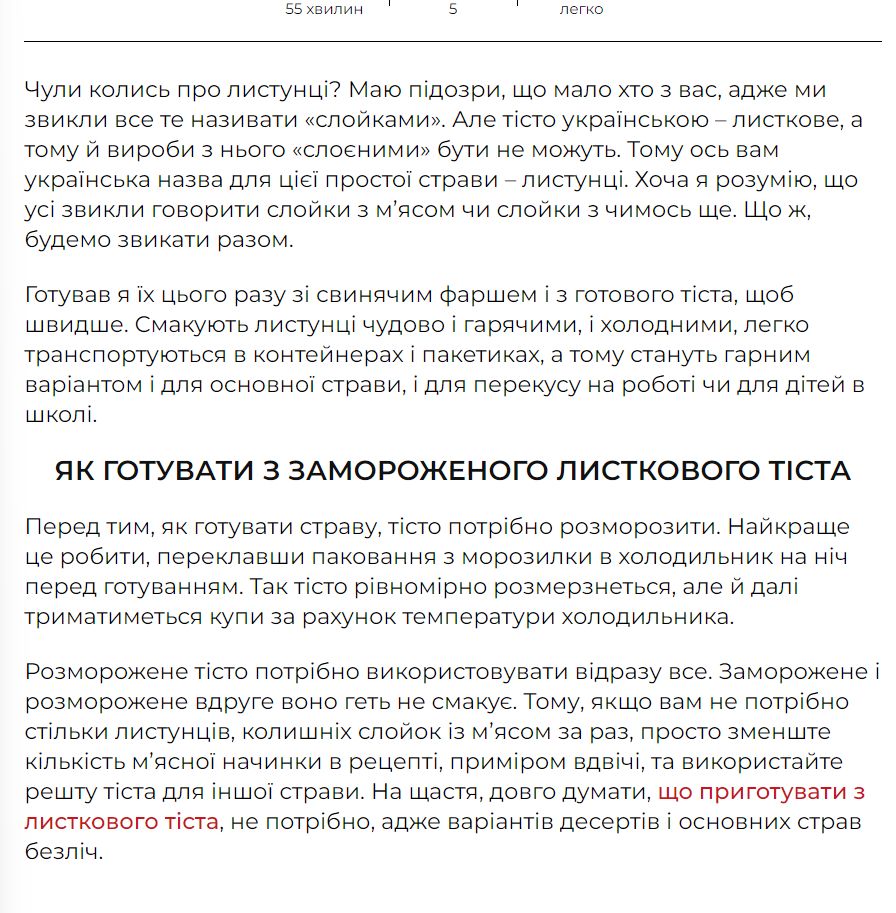 55 хвилин 5 легко
Чули колись про листунці? Маю підозри, що мало хто з вас, адже ми
звикли все те називати «слойками». Але тісто українською – листкове, а
тому й вироби з нього «слоєними» бути не можуть. Тому ось вам
українська назва для цієї простої страви – листунці. Хоча я розумію, що
усі звикли говорити слойки з м’ясом чи слойки з чимось ще. Що ж,
будемо звикати разом.
Готував я їх цього разу зі свинячим фаршем і з готового тіста, щоб
швидше. Смакують листунці чудово і гарячими, і холодними, легко
транспортуються в контейнерах і пакетиках, а тому стануть гарним
варіантом і для основної страви, і для перекусу на роботі чи для дітей в
школі.
ЯК ГОТУВАТИ З ЗАМОРОЖЕНОГО ЛИСТКОВОГО ТІСТА
Перед тим, як готувати страву, тісто потрібно розморозити. Найкраще
це робити, переклавши паковання з морозилки в холодильник на ніч
перед готуванням. Так тісто рівномірно розмерзнеться, але й далі
триматиметься купи за рахунок температури холодильника.
Розморожене тісто потрібно використовувати відразу все. Заморожене і
розморожене вдруге воно геть не смакує. Тому, якщо вам не потрібно
стільки листунців, колишніх слойок із м’ясом за раз, просто зменште
кількість м’ясної начинки в рецепті, приміром вдвічі, та використайте
решту тіста для іншої страви. На щастя, довго думати, що приготувати з
листкового тіста, не потрібно, адже варіантів десертів і основних страв
безліч.